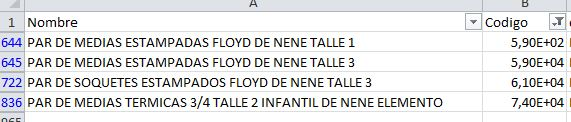 A B
1 Nombre Codigo
644 PAR DE MEDIAS ESTAMPADAS FLOYD DE NENE TALLE 1 5,90E+02
645 PAR DE MEDIAS ESTAMPADAS FLOYD DE NENE TALLE 3 5,90E+04
722 PAR DE SOQUETES ESTAMPADOS FLOYD DE NENE TALLE 3 6,10E+04
836 PAR DE MEDIAS TERMICAS 3/4 TALLE 2 INFANTIL DE NENE ELEMENTO 7,40E+04